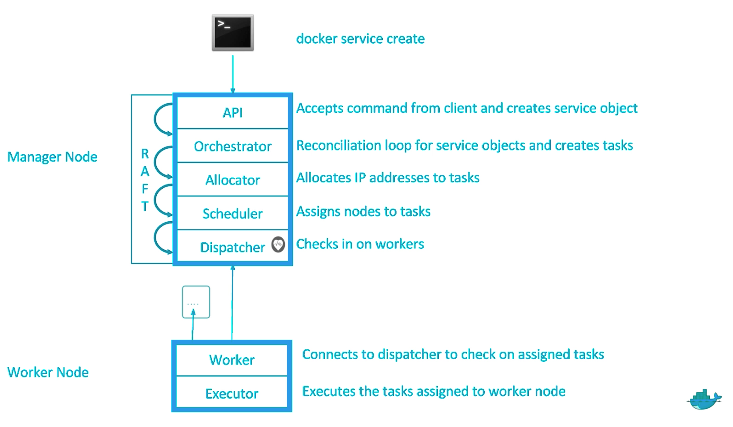 >_
docker service create
API
Accepts command from client and creates service object
Manager Node
RAFT
Orchestrator
Reconciliation loop for service objects and creates tasks
Allocator
Allocates IP addresses to tasks
Scheduler
Assigns nodes to tasks
Dispatcher
Checks in on workers
....
Worker Node
Worker
Connects to dispatcher to check on assigned tasks
Executor
Executes the tasks assigned to worker node